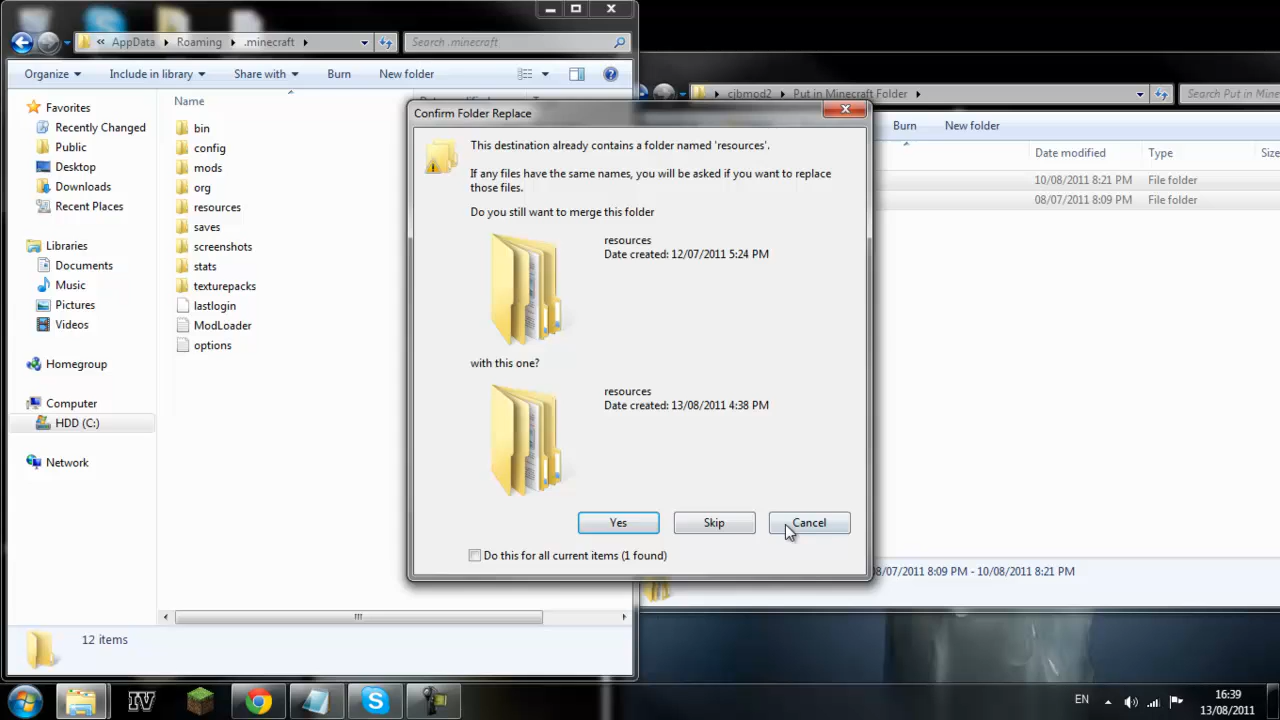 « AppData Roaming .minecraft
Search .minecraft
Organize Include in library Share with Burn New folder
Favorites
Recently Changed
Public
Desktop
Downloads
Recent Places
Libraries
Documents
Music
Pictures
Videos
Homegroup
Computer
HDD (C:)
Network
Name
bin
config
mods
org
resources
saves
screenshots
stats
texturepacks
lastlogin
ModLoader
options
12 items
cjbmod2 Put in Minecraft Folder
Search Put in Mine
Burn New folder
Date modified Type Size
10/08/2011 8:21 PM File folder
08/07/2011 8:09 PM File folder
08/07/2011 8:09 PM - 10/08/2011 8:21 PM
Confirm Folder Replace
This destination already contains a folder named 'resources'.
If any files have the same names, you will be asked if you want to replace
those files.
Do you still want to merge this folder
resources
Date created: 12/07/2011 5:24 PM
with this one?
resources
Date created: 13/08/2011 4:38 PM
Yes Skip Cancel
Do this for all current items (1 found)
IV
EN
16:39
13/08/2011